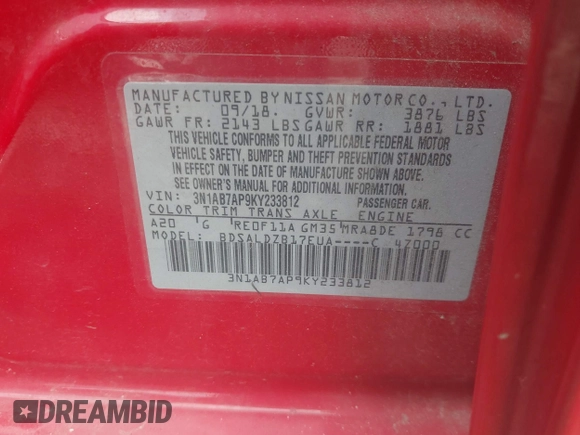 MANUFACTURED BY NISSAN MOTOR CO., LTD.
DATE: 09/18. GVWR: 3876 LBS
GAWR FR: 2143 LBS GAWR RR: 1881 LBS
THIS VEHICLE CONFORMS TO ALL APPLICABLE FEDERAL MOTOR
VEHICLE SAFETY, BUMPER AND THEFT PREVENTION STANDARDS
IN EFFECT ON THE DATE OF MANUFACTURE SHOWN ABOVE.
SEE OWNER'S MANUAL FOR ADDITIONAL INFORMATION.
VIN: 3N1AB7AP9KY233812 PASSENGER CAR.
COLOR TRIM TRANS AXLE ENGINE
A20 G RE0F11A GM35 MRA8DE 1798 CC
MODEL: BDSALDZB17EUA----C 47000
3N1AB7AP9KY233812
DREAMBID